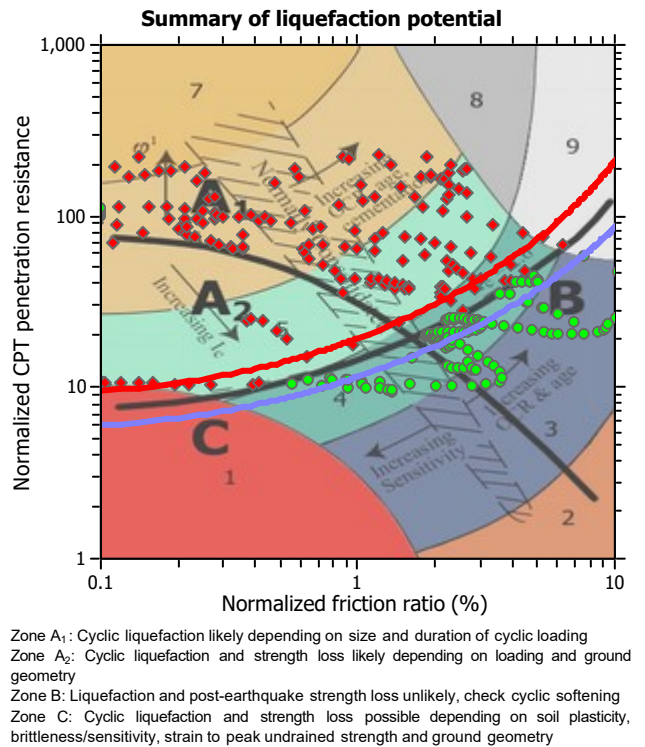 Summary of liquefaction potential
1,000
7
8
9
Increasing
OCR, age,
cementation
A1
100
A2
Increasing Ic
B
5
10
4
C
Increasing
OCR & age
3
Increasing
Sensitivity
1
2
1
0.1
1
10
Normalized CPT penetration resistance
Normalized friction ratio (%)
Zone A1: Cyclic liquefaction likely depending on size and duration of cyclic loading
Zone A2: Cyclic liquefaction and strength loss likely depending on loading and ground
geometry
Zone B: Liquefaction and post-earthquake strength loss unlikely, check cyclic softening
Zone C: Cyclic liquefaction and strength loss possible depending on soil plasticity,
brittleness/sensitivity, strain to peak undrained strength and ground geometry